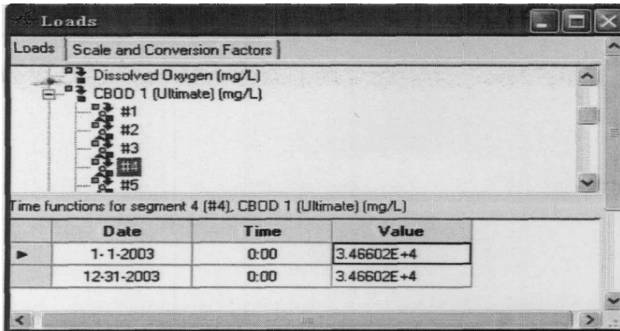 Loads
Loads Scale and Conversion Factors
Dissolved Oxygen (mg/L)
CBOD 1 (Ultimate) (mg/L)
#1
#2
#3
#4
#5
Time functions for segment 4 (#4), CBOD 1 (Ultimate) (mg/L)
Date Time Value
1- 1-2003 0:00 3.46602E+4
12-31-2003 0:00 3.46602E+4